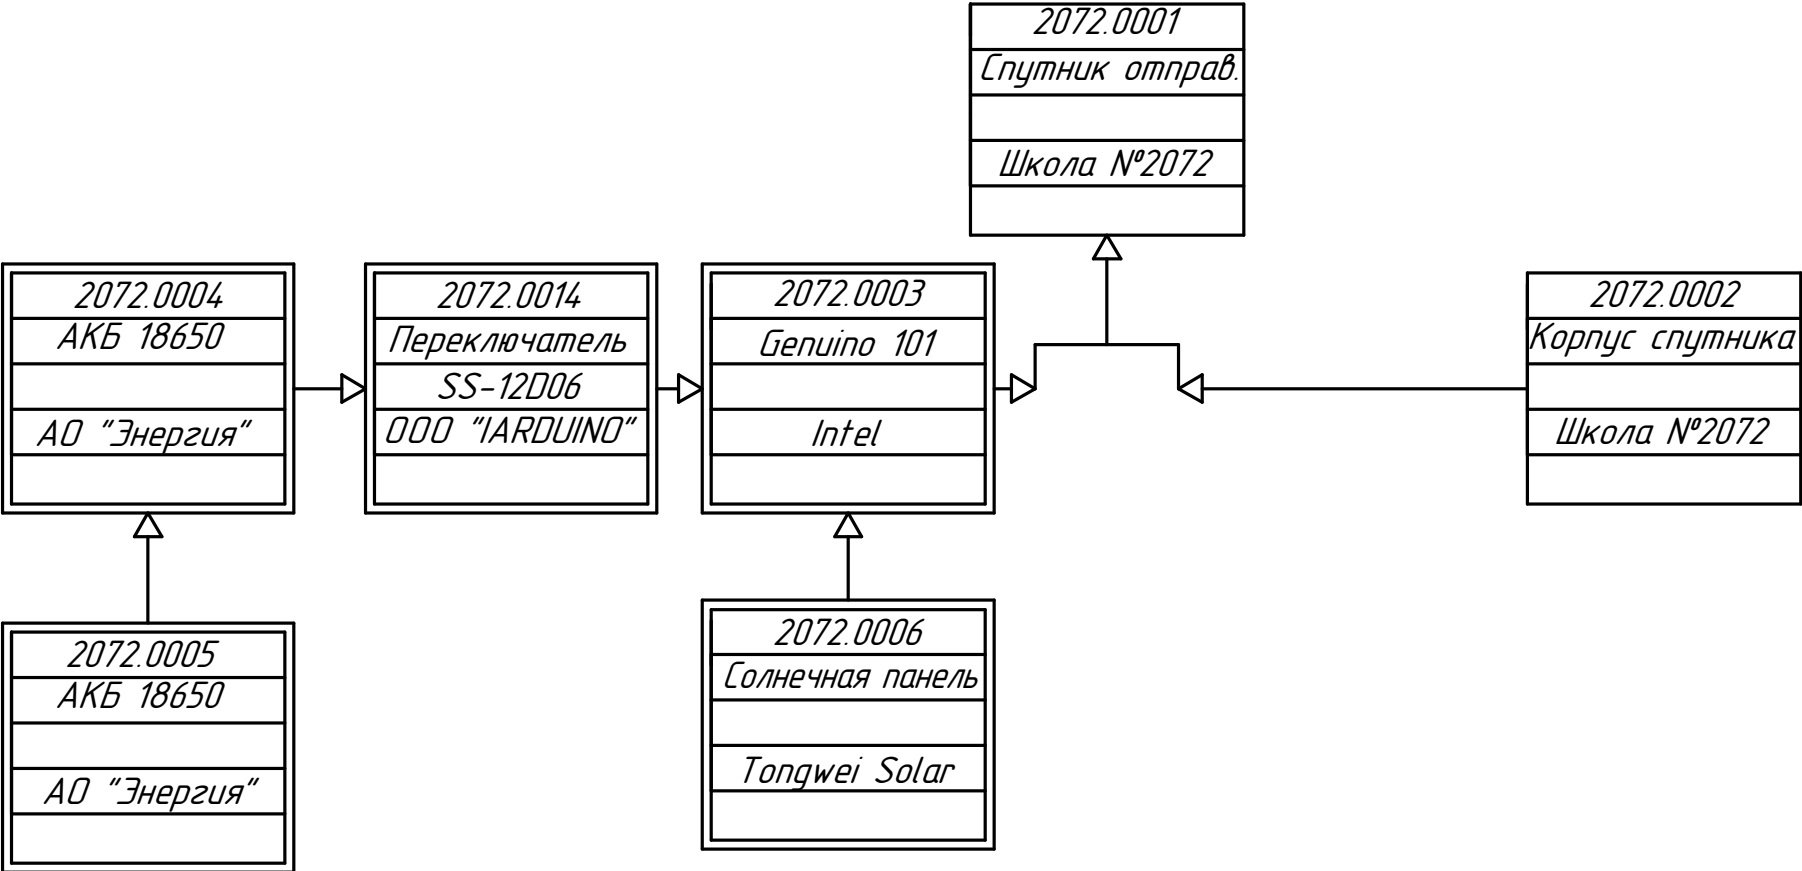 2072.0001
Спутник отправ.
Школа №2072
2072.0004
АКБ 18650
АО "Энергия"
2072.0014
Переключатель
SS-12D06
ООО "IARDUINO"
2072.0003
Genuino 101
Intel
2072.0002
Корпус спутника
Школа №2072
2072.0005
АКБ 18650
АО "Энергия"
2072.0006
Солнечная панель
Tongwei Solar